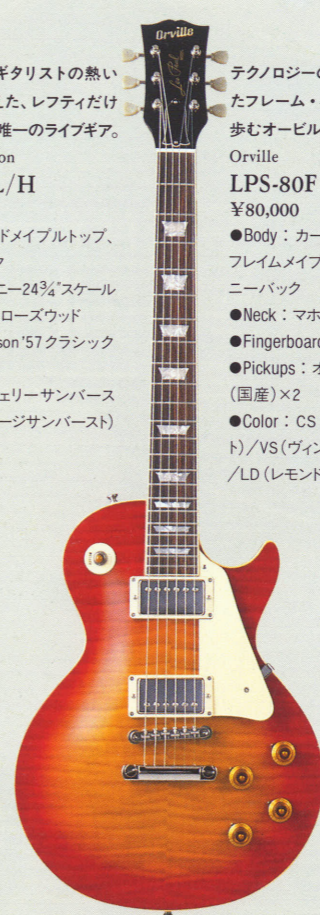 Orville
Les Paul
ギタリストの熱い
た、レフティだけ
唯一のライブギア。
on
L/H
ドメイプルトップ、
ク
ニー24¾"スケール
ローズウッド
son '57クラシック
ェリーサンバース
ージサンバースト)
テクノロジーの
たフレーム・
歩むオービル
Orville
LPS-80F
¥80,000
●Body：カー
フレイムメイプ
ニーバック
●Neck：マホ
●Fingerboard
●Pickups：オ
(国産)×2
●Color：CS
ト)/VS(ヴィン
/LD(レモンド